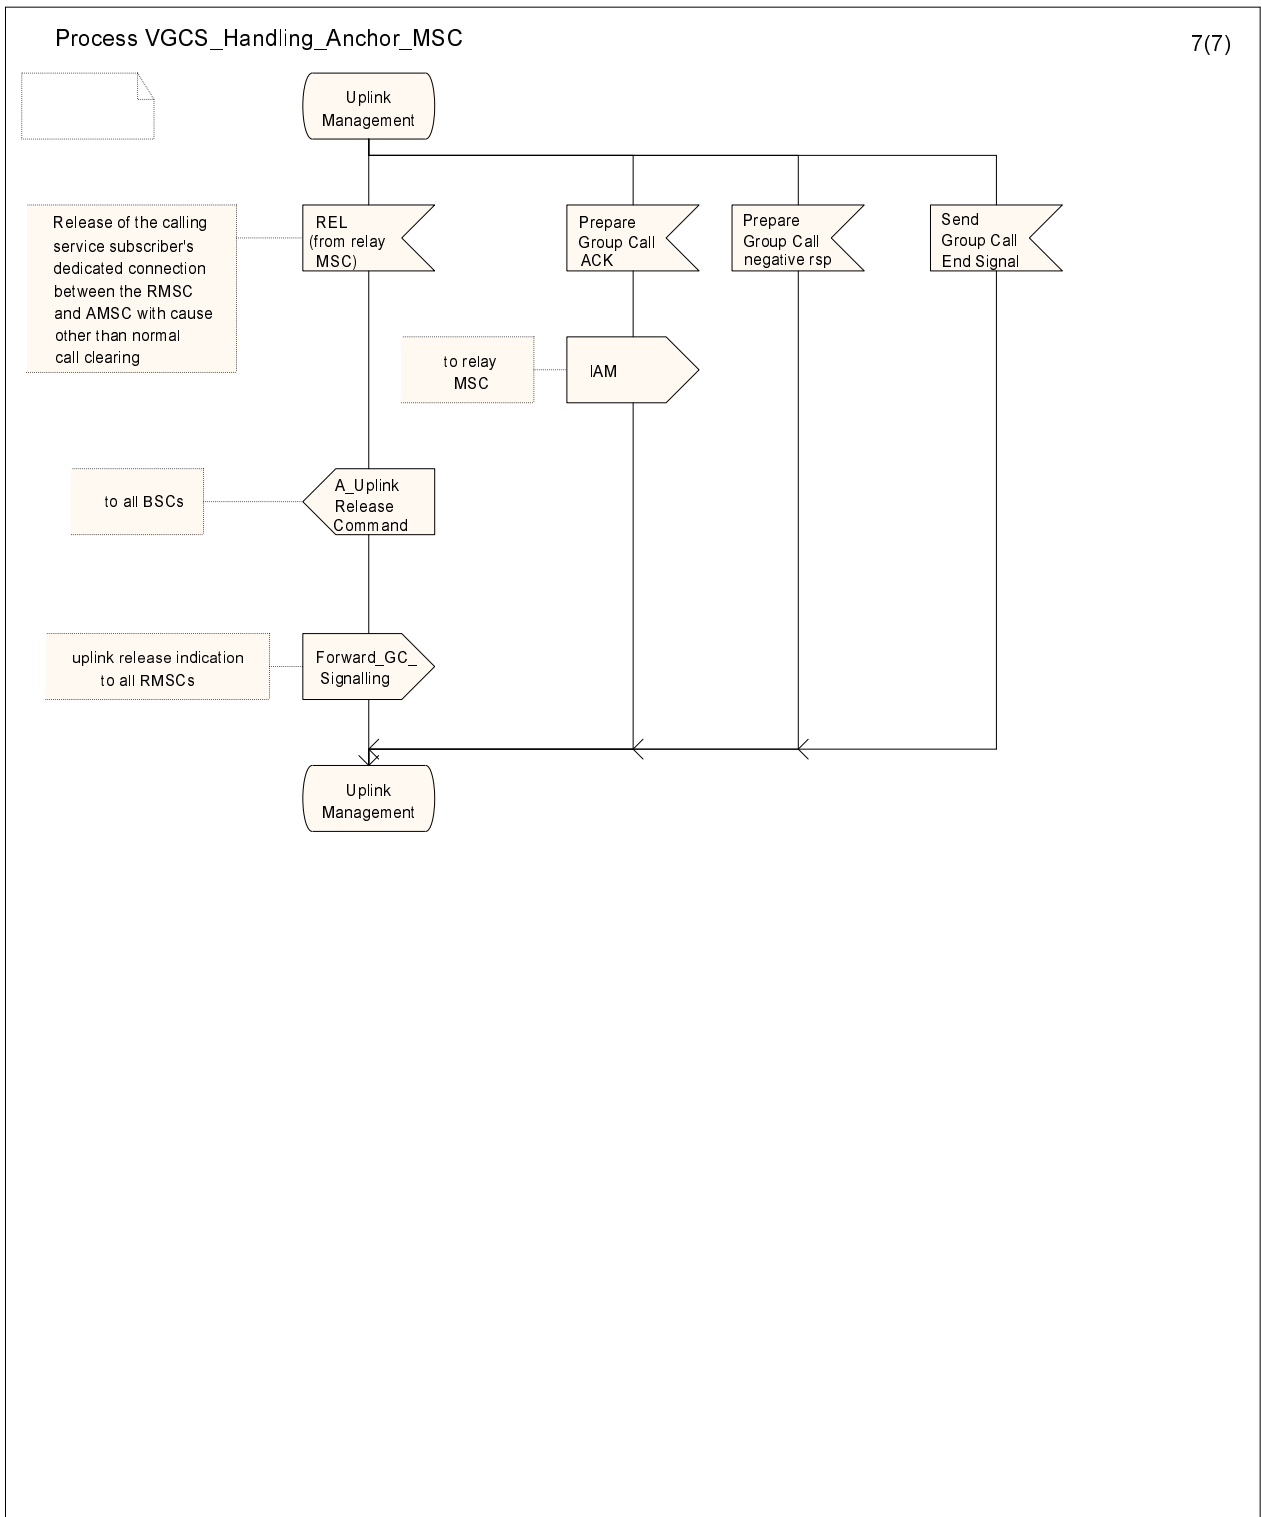 Process VGCS_Handling_Anchor_MSC
7(7)
Uplink
Management
Release of the calling
service subscriber's
dedicated connection
between the RMSC
and AMSC with cause
other than normal
call clearing
REL
(from relay
MSC)
Prepare
Group Call
ACK
Prepare
Group Call
negative rsp
Send
Group Call
End Signal
to relay
MSC
IAM
to all BSCs
A_Uplink
Release
Command
uplink release indication
to all RMSCs
Forward_GC_
Signalling
Uplink
Management